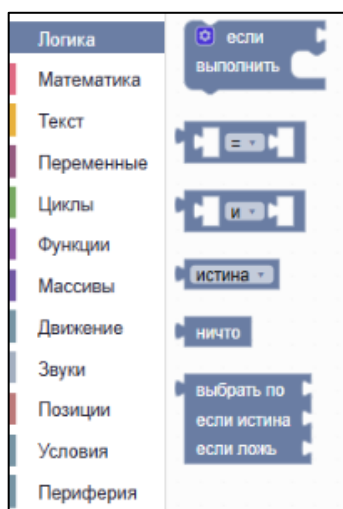 Логика
Математика
Текст
Переменные
Циклы
Функции
Массивы
Движение
Звуки
Позиции
Условия
Периферия
если
выполнить
=
и
истина
ничто
выбрать по
если истина
если ложь